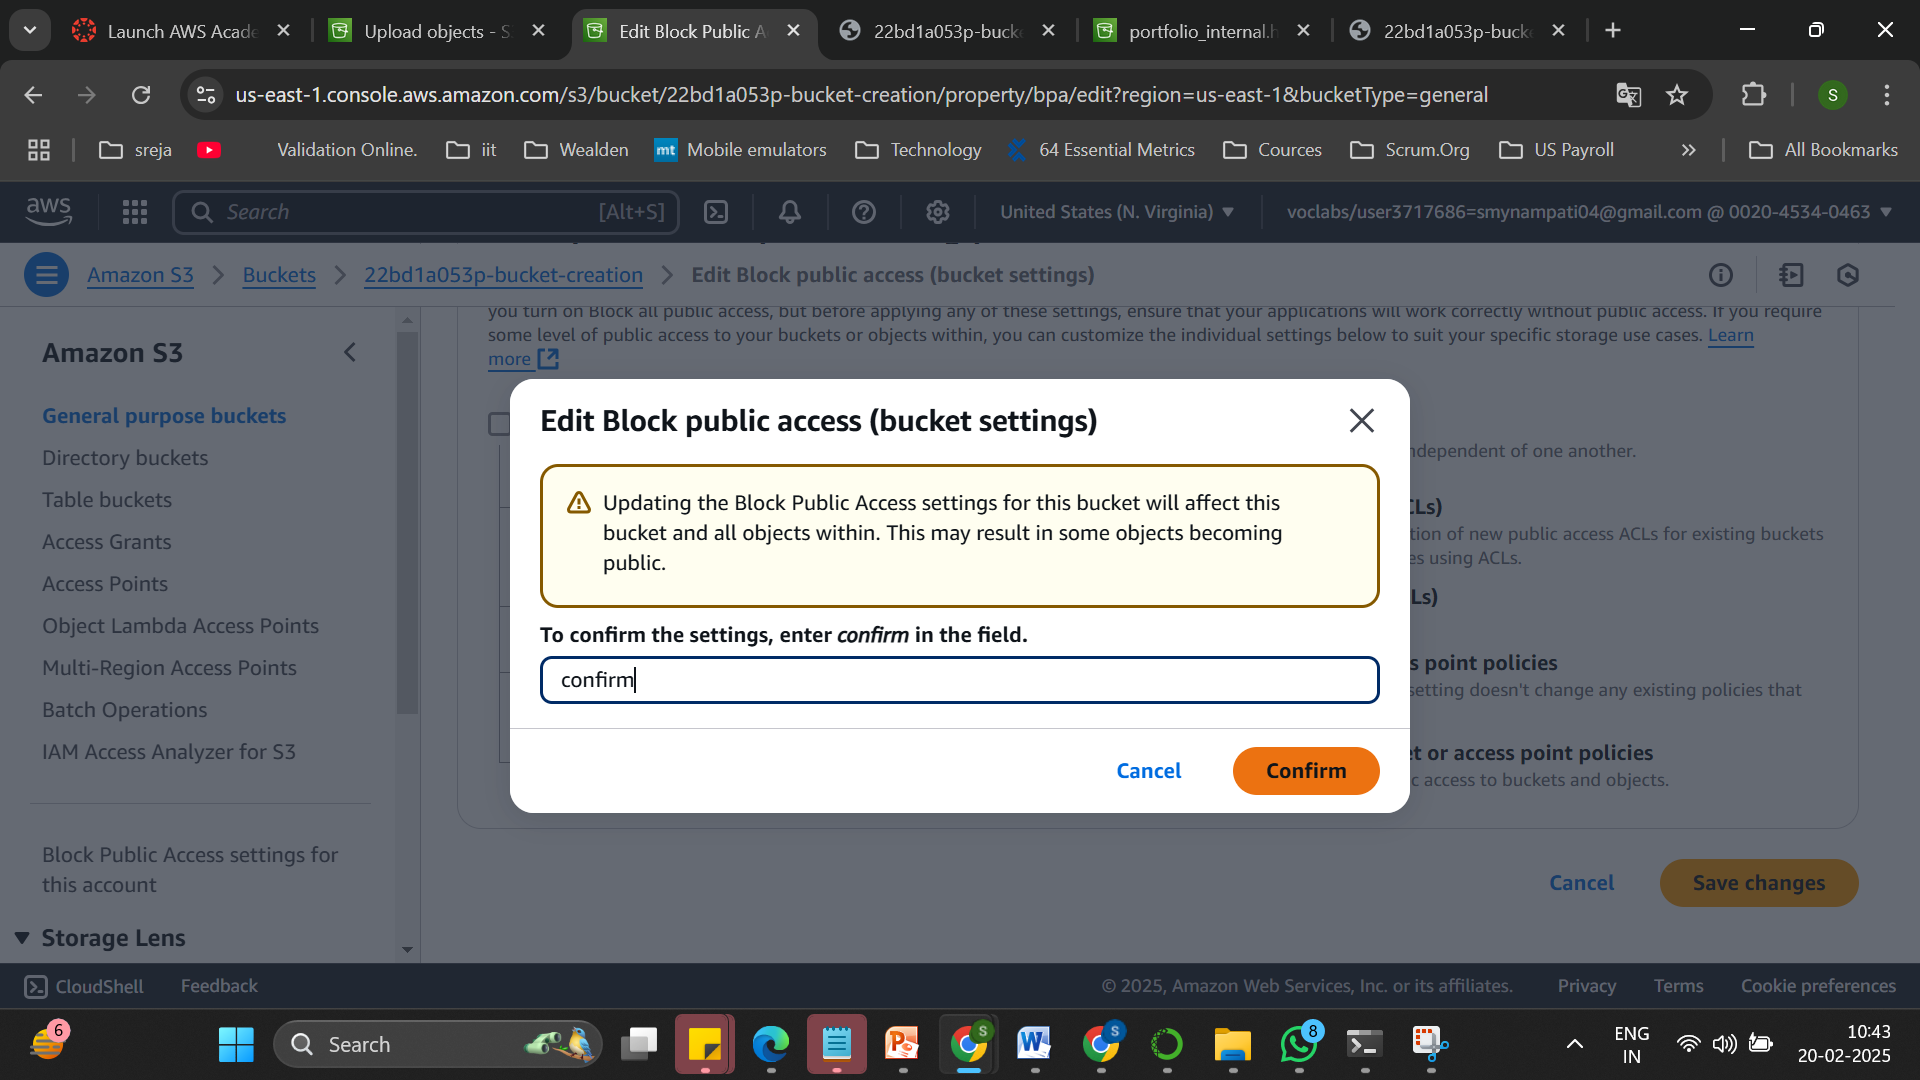 Launch AWS Acade
Upload objects - S
Edit Block Public A
22bd1a053p-bucke
portfolio_internal.h
22bd1a053p-bucke
us-east-1.console.aws.amazon.com/s3/bucket/22bd1a053p-bucket-creation/property/bpa/edit?region=us-east-1&bucketType=general
S
sreja
Validation Online.
iit
Wealden
mt Mobile emulators
Technology
64 Essential Metrics
Cources
Scrum.Org
US Payroll
»
All Bookmarks
aws
Search
[Alt+S]
United States (N. Virginia)
voclabs/user3717686=smynampati04@gmail.com @ 0020-4534-0463
Amazon S3
Buckets
22bd1a053p-bucket-creation
Edit Block public access (bucket settings)
Amazon S3
General purpose buckets
Directory buckets
Table buckets
Access Grants
Access Points
Object Lambda Access Points
Multi-Region Access Points
Batch Operations
IAM Access Analyzer for S3
Block Public Access settings for
this account
Storage Lens
you turn on Block all public access, but before applying any of these settings, ensure that your applications will work correctly without public access. If you require
some level of public access to your buckets or objects within, you can customize the individual settings below to suit your specific storage use cases. Learn
more
ndependent of one another.
CLs)
tion of new public access ACLs for existing buckets
es using ACLs.
Ls)
s point policies
setting doesn't change any existing policies that
et or access point policies
c access to buckets and objects.
Edit Block public access (bucket settings)
Updating the Block Public Access settings for this bucket will affect this
bucket and all objects within. This may result in some objects becoming
public.
To confirm the settings, enter confirm in the field.
confirm
Cancel
Confirm
Cancel
Save changes
CloudShell
Feedback
© 2025, Amazon Web Services, Inc. or its affiliates.
Privacy
Terms
Cookie preferences
6
Search
S
S
8
ENG
IN
10:43
20-02-2025